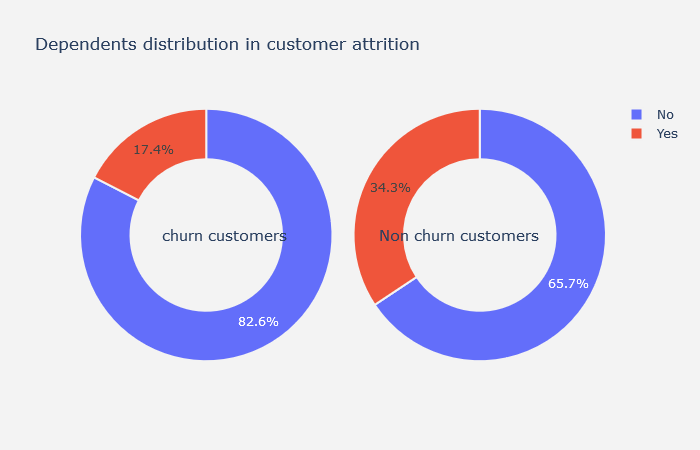 Dependents distribution in customer attrition
No
Yes
17.4%
churn customers
82.6%
34.3%
Non churn customers
65.7%